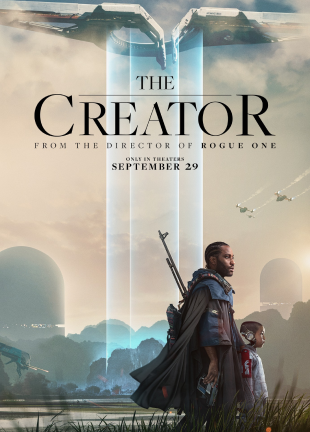 THE
CREATOR
FROM THE DIRECTOR OF ROGUE ONE
ONLY IN THEATERS
SEPTEMBER 29